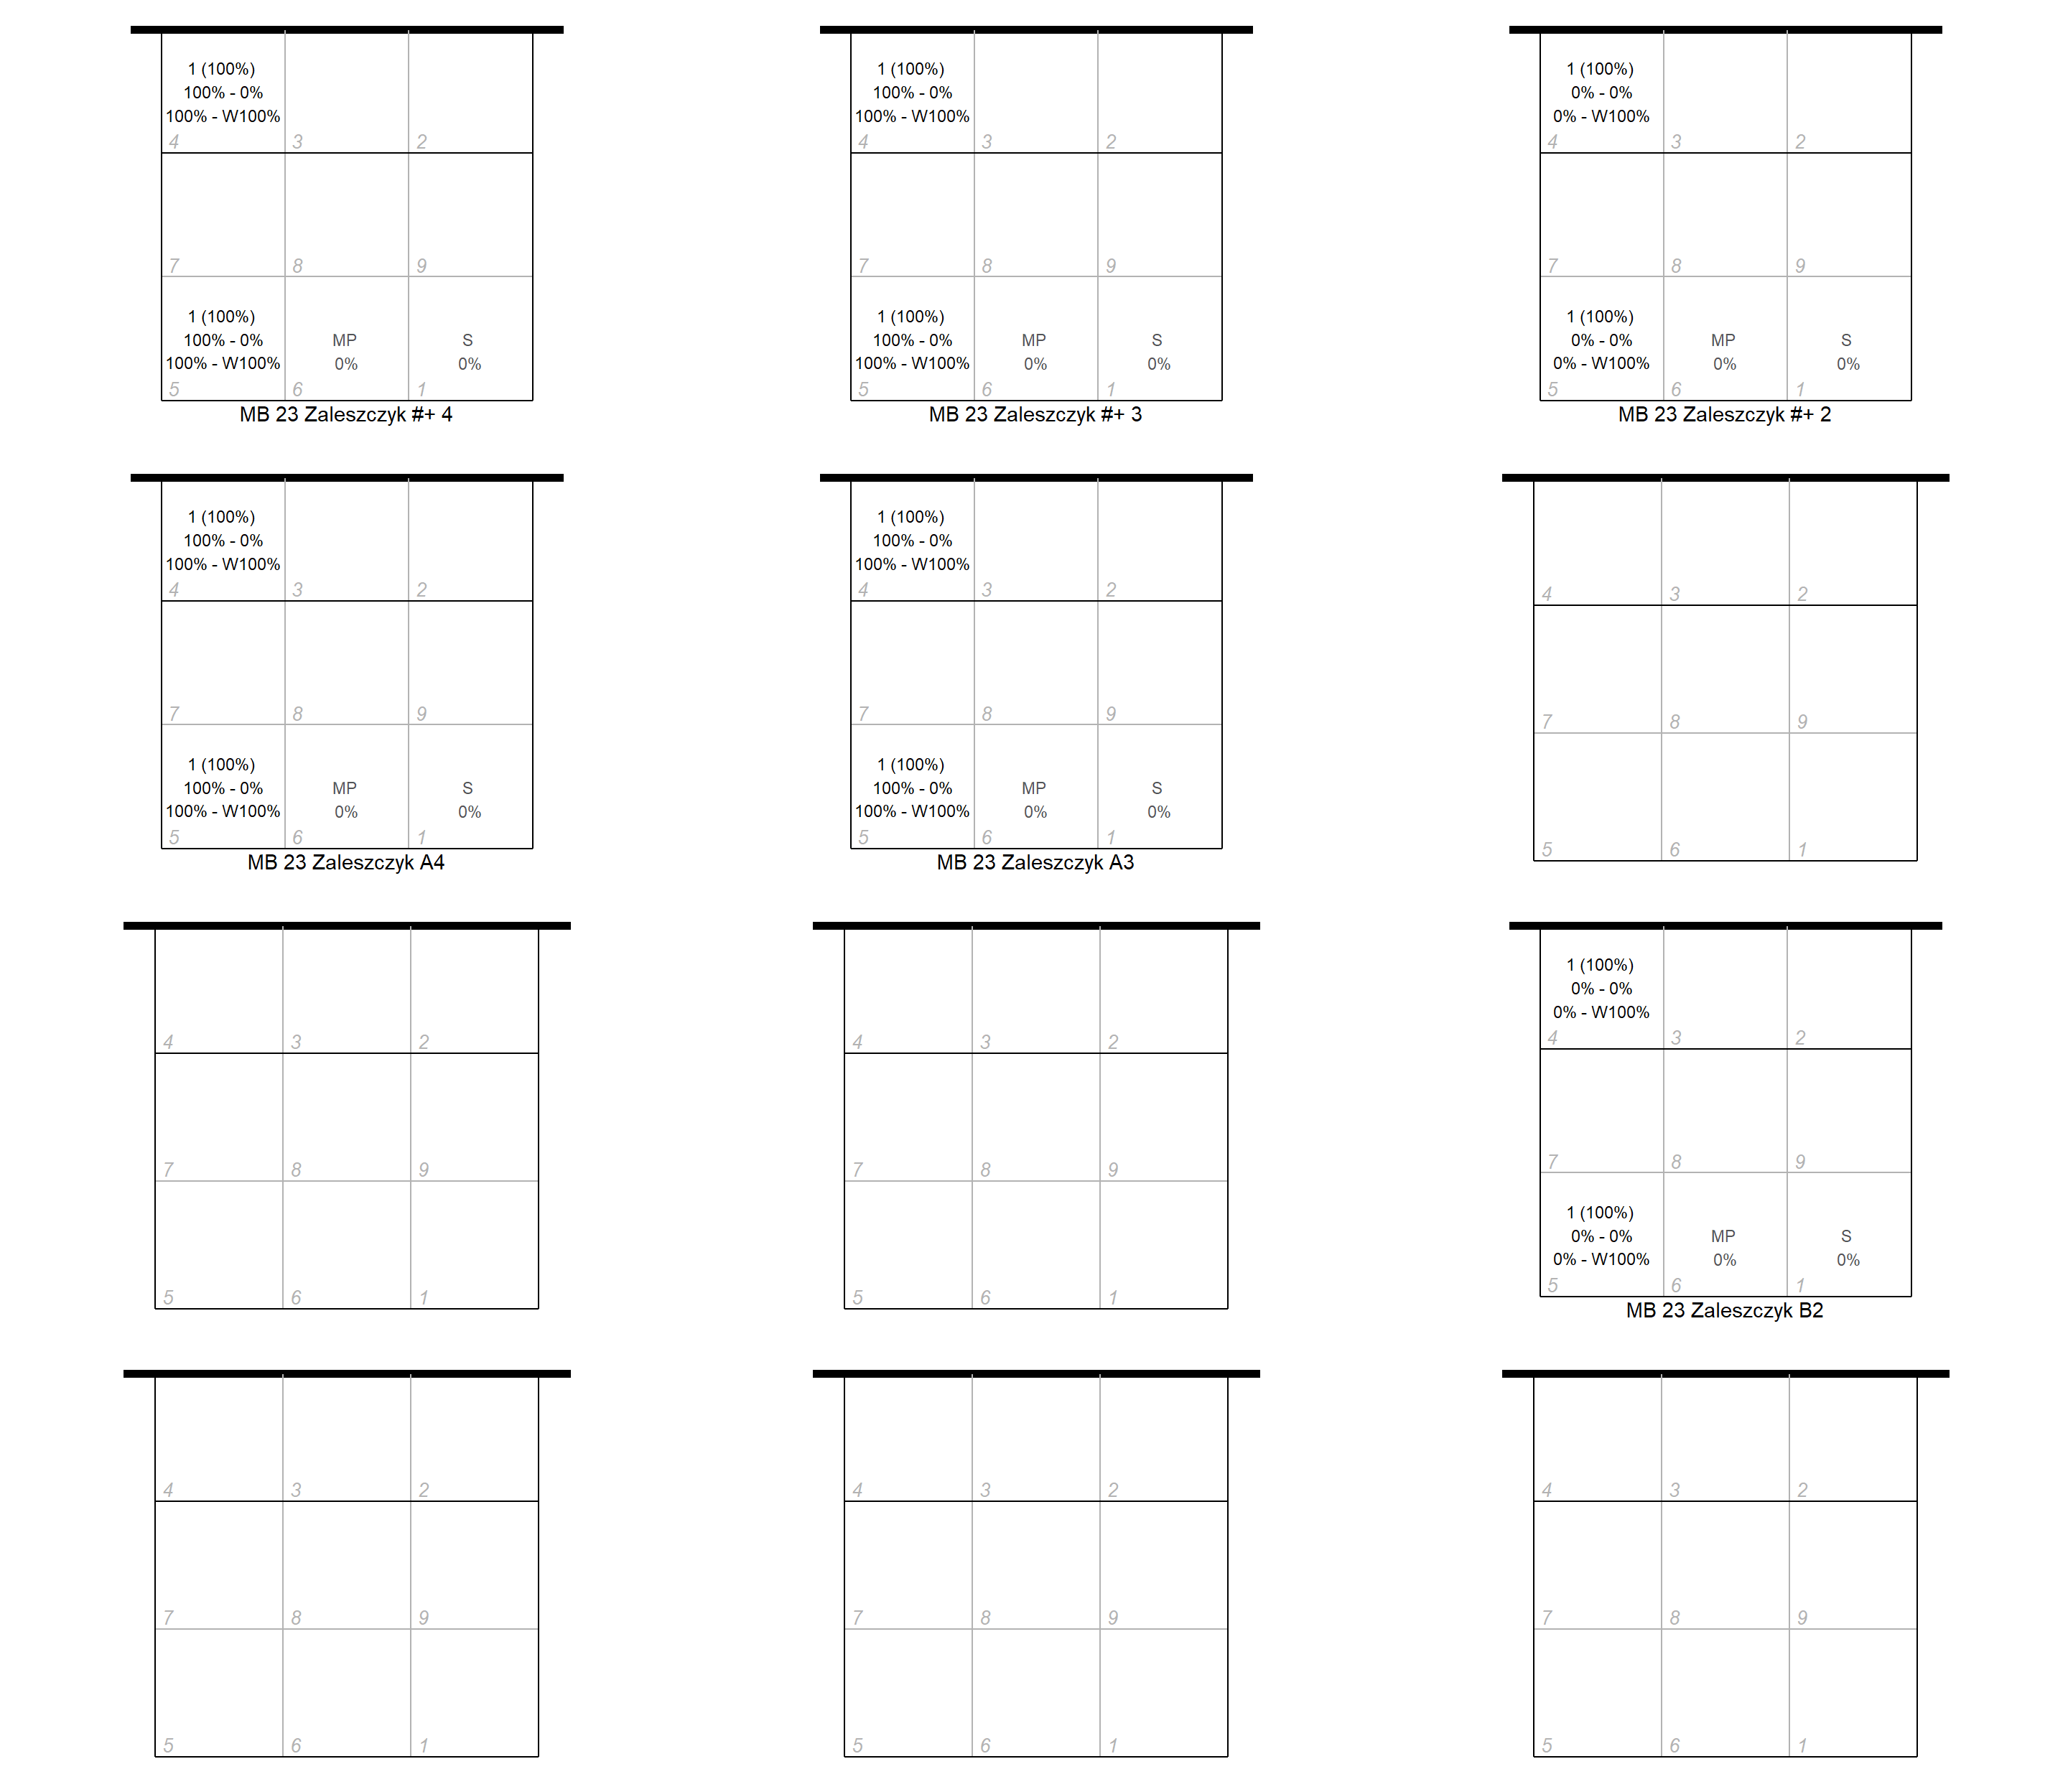 1 (100%)
100% - 0%
100% - W100%
4 3 2
7 8 9
1 (100%)
100% - 0% MP S
100% - W100% 0% 0%
5 6 1
MB 23 Zaleszczyk #+ 4
1 (100%)
100% - 0%
100% - W100%
4 3 2
7 8 9
1 (100%)
100% - 0% MP S
100% - W100% 0% 0%
5 6 1
MB 23 Zaleszczyk #+ 3
1 (100%)
0% - 0%
0% - W100%
4 3 2
7 8 9
1 (100%)
0% - 0% MP S
0% - W100% 0% 0%
5 6 1
MB 23 Zaleszczyk #+ 2
1 (100%)
100% - 0%
100% - W100%
4 3 2
7 8 9
1 (100%)
100% - 0% MP S
100% - W100% 0% 0%
5 6 1
MB 23 Zaleszczyk A4
1 (100%)
100% - 0%
100% - W100%
4 3 2
7 8 9
1 (100%)
100% - 0% MP S
100% - W100% 0% 0%
5 6 1
MB 23 Zaleszczyk A3
4 3 2
7 8 9
5 6 1
4 3 2
7 8 9
5 6 1
4 3 2
7 8 9
5 6 1
1 (100%)
0% - 0%
0% - W100%
4 3 2
7 8 9
1 (100%)
0% - 0% MP S
0% - W100% 0% 0%
5 6 1
MB 23 Zaleszczyk B2
4 3 2
7 8 9
5 6 1
4 3 2
7 8 9
5 6 1
4 3 2
7 8 9
5 6 1